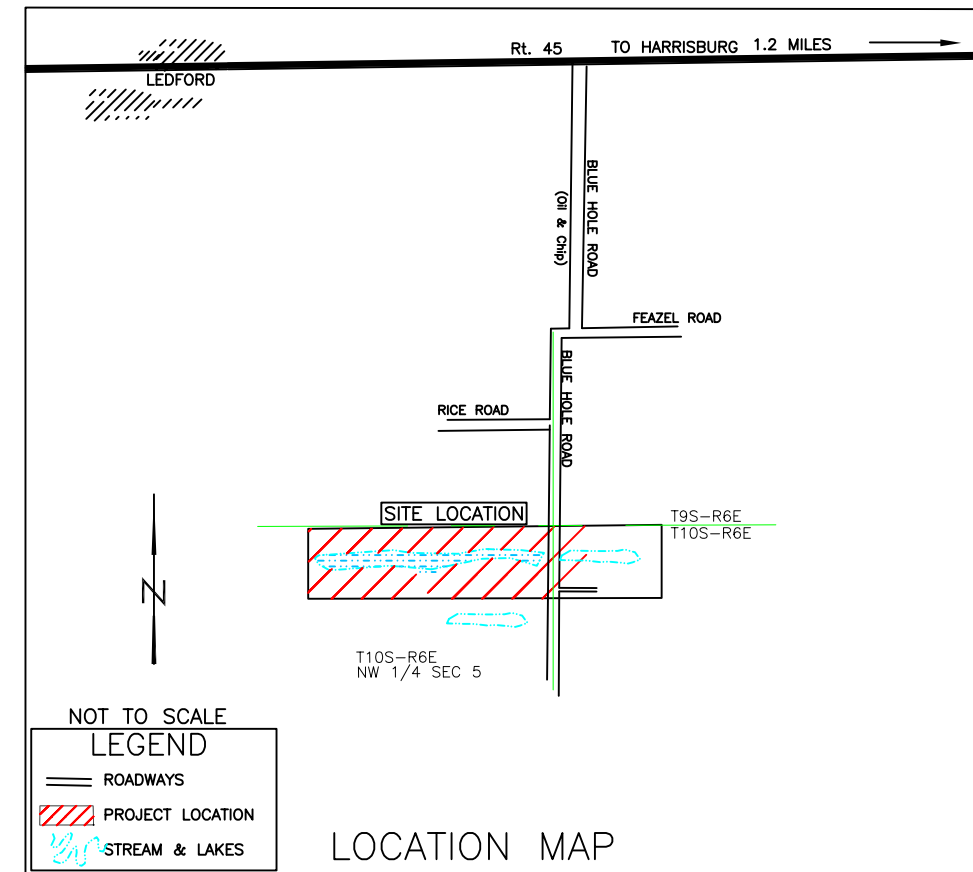 Rt. 45 TO HARRISBURG 1.2 MILES
LEDFORD
BLUE HOLE ROAD
(Oil & Chip)
FEAZEL ROAD
BLUE HOLE ROAD
RICE ROAD
SITE LOCATION
T9S-R6E
T10S-R6E
N
T10S-R6E
NW 1/4 SEC 5
NOT TO SCALE
LEGEND
ROADWAYS
PROJECT LOCATION
STREAM & LAKES
LOCATION MAP